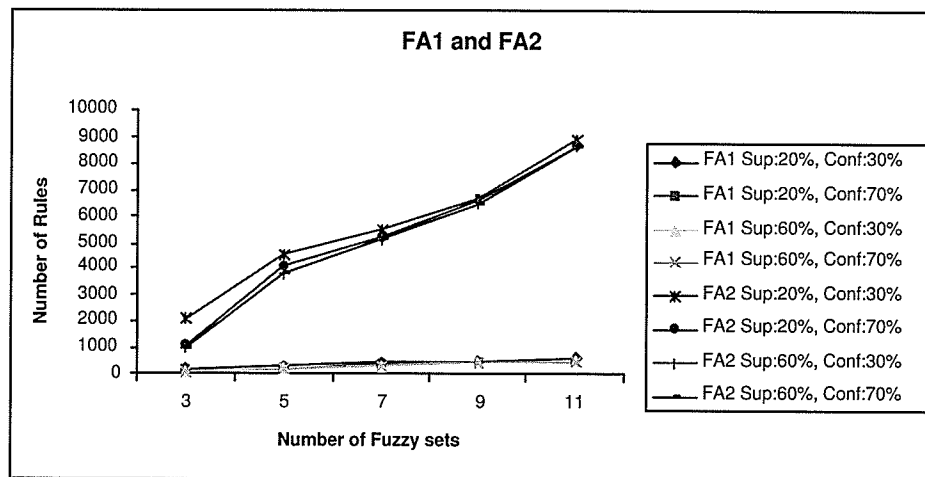 FA1 and FA2
Number of Rules
10000
9000
8000
7000
6000
5000
4000
3000
2000
1000
0
3 5 7 9 11
Number of Fuzzy sets
FA1 Sup:20%, Conf:30%
FA1 Sup:20%, Conf:70%
FA1 Sup:60%, Conf:30%
FA1 Sup:60%, Conf:70%
FA2 Sup:20%, Conf:30%
FA2 Sup:20%, Conf:70%
FA2 Sup:60%, Conf:30%
FA2 Sup:60%, Conf:70%